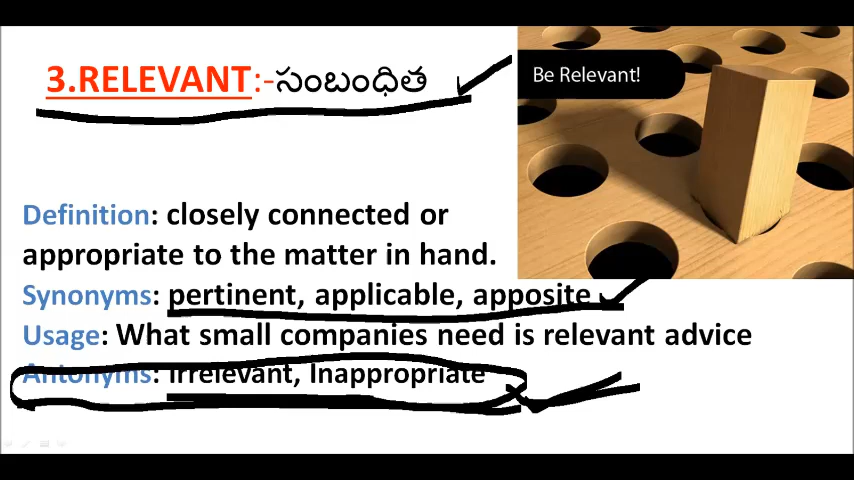 3.RELEVANT:-సంబంధిత
Be Relevant!
Definition: closely connected or
appropriate to the matter in hand.
Synonyms: pertinent, applicable, apposite
Usage: What small companies need is relevant advice
Antonyms: Irrelevant, Inappropriate